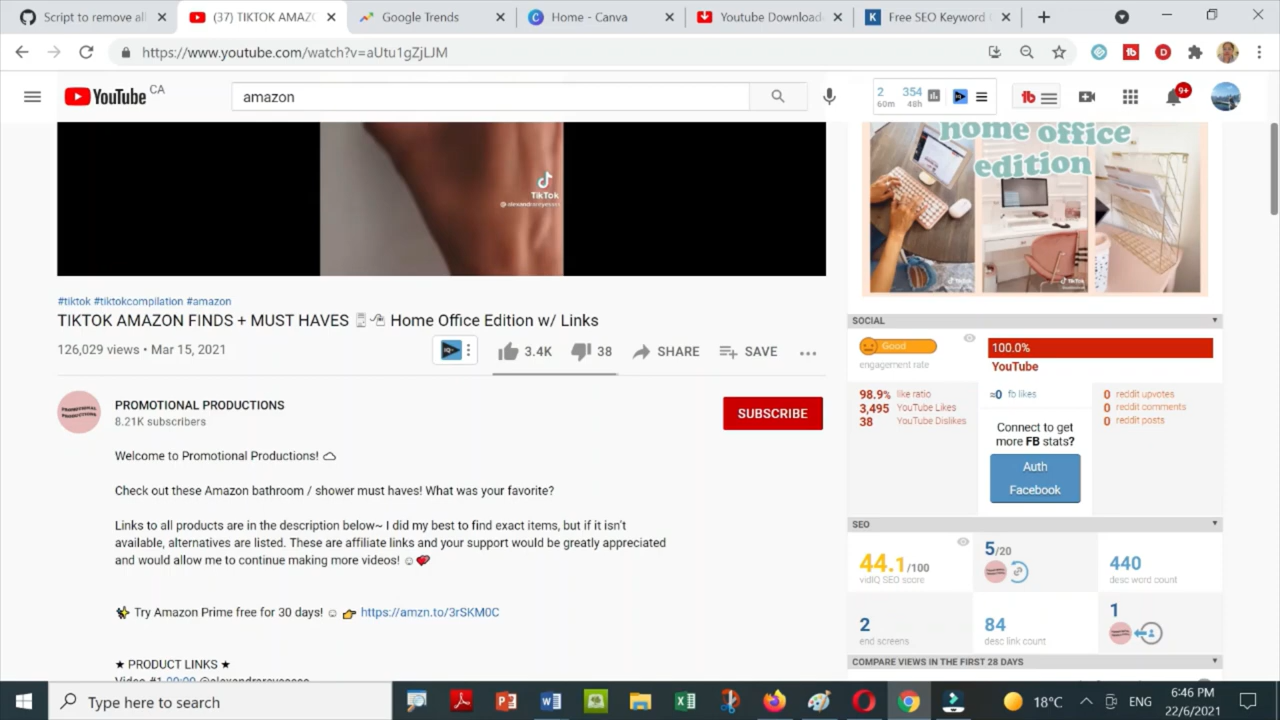 Script to remove all
(37) TIKTOK AMAZ
Google Trends
Home - Canva
Youtube Download
Free SEO Keyword
https://www.youtube.com/watch?v=aUtu1gZjLJM
YouTube CA
amazon
2 354
60m 48h
9+
TikTok
home office
edition
#tiktok #tiktokcompilation #amazon
TIKTOK AMAZON FINDS + MUST HAVES Home Office Edition w/ Links
126,029 views • Mar 15, 2021
3.4K 38 SHARE SAVE
PROMOTIONAL PRODUCTIONS
8.21K subscribers
SUBSCRIBE
Welcome to Promotional Productions!
Check out these Amazon bathroom / shower must haves! What was your favorite?
Links to all products are in the description below~ I did my best to find exact items, but if it isn't
available, alternatives are listed. These are affiliate links and your support would be greatly appreciated
and would allow me to continue making more videos!
Try Amazon Prime free for 30 days! https://amzn.to/3rSKM0C
★ PRODUCT LINKS ★
SOCIAL
Good
engagement rate
100.0%
YouTube
98.9% like ratio
3,495 YouTube Likes
38 YouTube Dislikes
≈0 fb likes
Connect to get
more FB stats?
Auth
Facebook
0 reddit upvotes
0 reddit comments
0 reddit posts
SEO
44.1/100
vidIQ SEO score
5/20
440
desc word count
2
end screens
84
desc link count
1
COMPARE VIEWS IN THE FIRST 28 DAYS
Type here to search
18°C
ENG
6:46 PM
22/6/2021